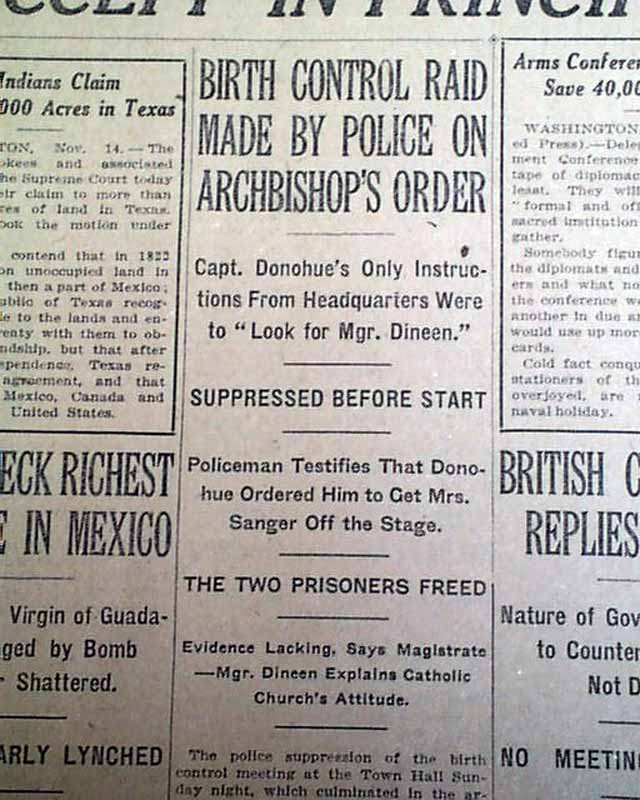 IN PRINCI
Indians Claim
000 Acres in Texas
TON, Nov. 14.—The
okees and associated
the Supreme Court today
eir claim to more than
res of land in Texas.
ook the motion under
contend that in 1822
on unoccupied land in
then a part of Mexico;
ublic of Texas recog-
le to the lands and en-
reaty with them to ob-
ndship, but that after
ependence, Texas re-
agreement, and that
Mexico, Canada and
United States.
ECK RICHEST
E IN MEXICO
Virgin of Guada-
ged by Bomb
Shattered.
ARLY LYNCHED
BIRTH CONTROL RAID
MADE BY POLICE ON
ARCHBISHOP'S ORDER
Capt. Donohue's Only Instruc-
tions From Headquarters Were
to "Look for Mgr. Dineen."
SUPPRESSED BEFORE START
Policeman Testifies That Dono-
hue Ordered Him to Get Mrs.
Sanger Off the Stage.
THE TWO PRISONERS FREED
Evidence Lacking, Says Magistrate
—Mgr. Dineen Explains Catholic
Church's Attitude.
The police suppression of the birth
control meeting at the Town Hall Sun-
day night, which culminated in the ar-
Arms Conferen
Save 40,00
WASHINGTON
ed Press).—Deleg
ment Conference
tape of diplomac
least. They will
"formal and off
sacred institution
gather.
Somebody figur
the diplomats and
ers and what no
the conference w
another in due an
would use up more
cards.
Cold fact conqu
stationers of th
overjoyed, are
naval holiday.
BRITISH C
REPLIES
Nature of Gov
to Counter
Not D
NO MEETING